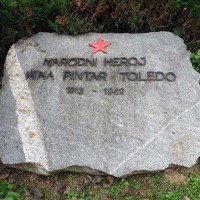 NARODNI HEROJ
MIHA PINTAR - TOLEDO
1913 - 1942